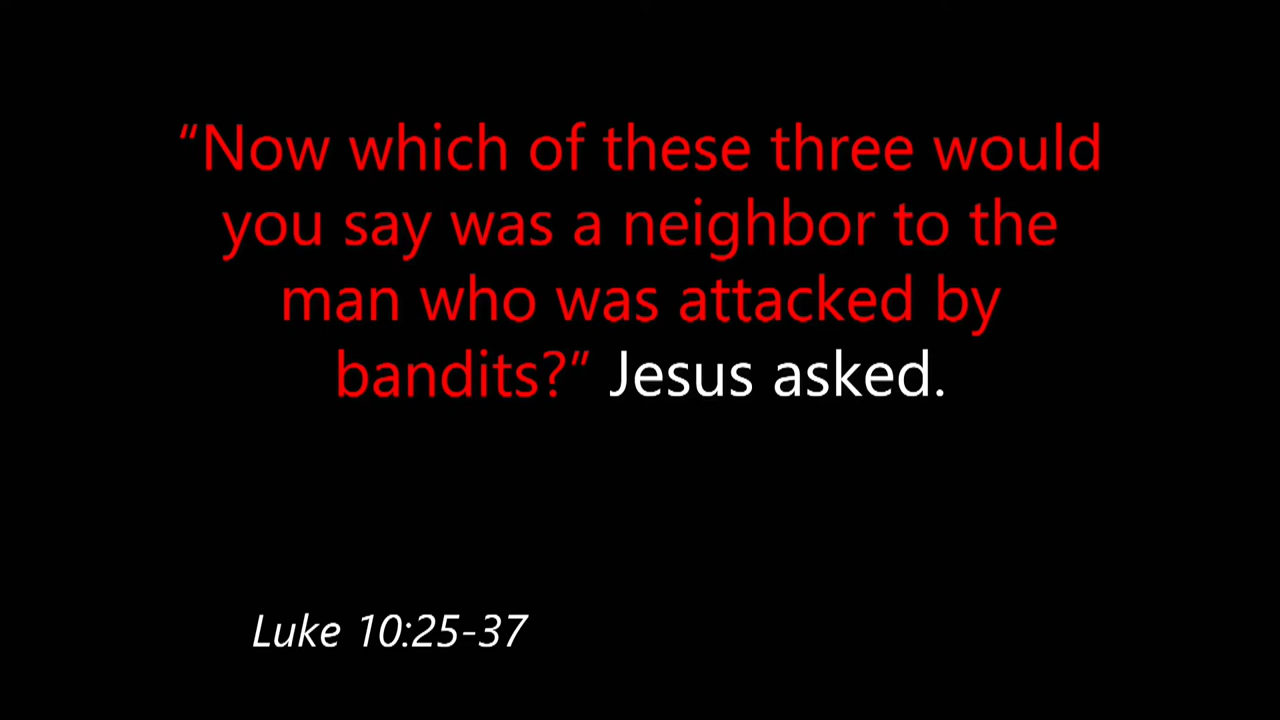 “Now which of these three would
you say was a neighbor to the
man who was attacked by
bandits?” Jesus asked.
Luke 10:25-37